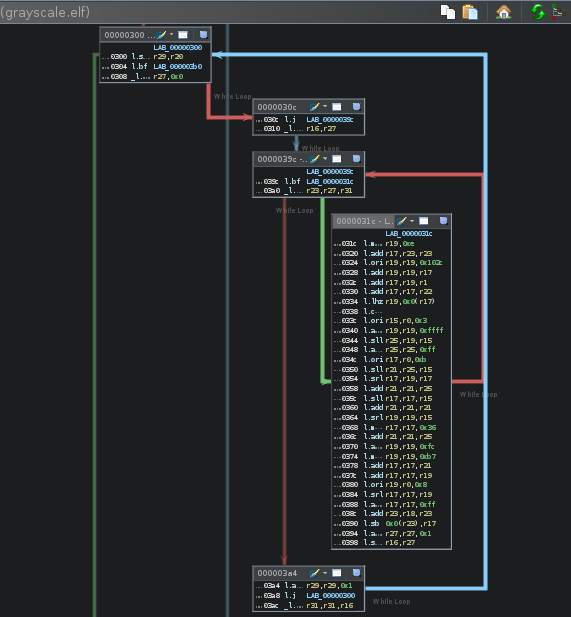 (grayscale.elf)
00000300 ...
LAB_00000300
...0300 l.s... r29,r20
...0304 l.bf LAB_000003b0
...0308 _l.... r27,0x0
While Loop
0000030c
...030c l.j LAB_0000039c
...0310 _l.... r16,r27
While Loop
0000039c -...
LAB_0000039c
...039c l.bf LAB_0000031c
...03a0 _l.... r23,r27,r31
While Loop
0000031c - L...
LAB_0000031c
...031c l.m... r19,0xe
...0320 l.add r17,r23,r23
...0324 l.ori r19,r19,0x102c
...0328 l.add r19,r19,r17
...032c l.add r19,r19,r1
...0330 l.add r17,r17,r22
...0334 l.lhz r19,0x0(r17)
...0338 l.c...
...033c l.ori r15,r0,0x3
...0340 l.a... r19,r19,0xffff
...0344 l.sll r25,r19,r15
...0348 l.a... r25,r25,0xff
...034c l.ori r17,r0,0xb
...0350 l.sll r21,r25,r15
...0354 l.srl r17,r19,r17
...0358 l.add r21,r21,r25
...035c l.sll r17,r17,r15
...0360 l.add r21,r21,r21
...0364 l.srl r19,r19,r15
...0368 l.m... r17,r17,0x36
...036c l.add r21,r21,r25
...0370 l.a... r19,r19,0xfc
...0374 l.m... r19,r19,0xb7
...0378 l.add r17,r17,r21
...037c l.add r17,r17,r19
...0380 l.ori r19,r0,0x8
...0384 l.srl r17,r17,r19
...0388 l.a... r17,r17,0xff
...038c l.add r23,r18,r23
...0390 l.sb 0x0(r23),r17
...0394 l.a... r27,r27,0x1
...0398 l.s... r16,r27
While Loop
000003a4
...03a4 l.a... r29,r29,0x1
...03a8 l.j LAB_00000300
...03ac _l.... r31,r31,r16
While Loop